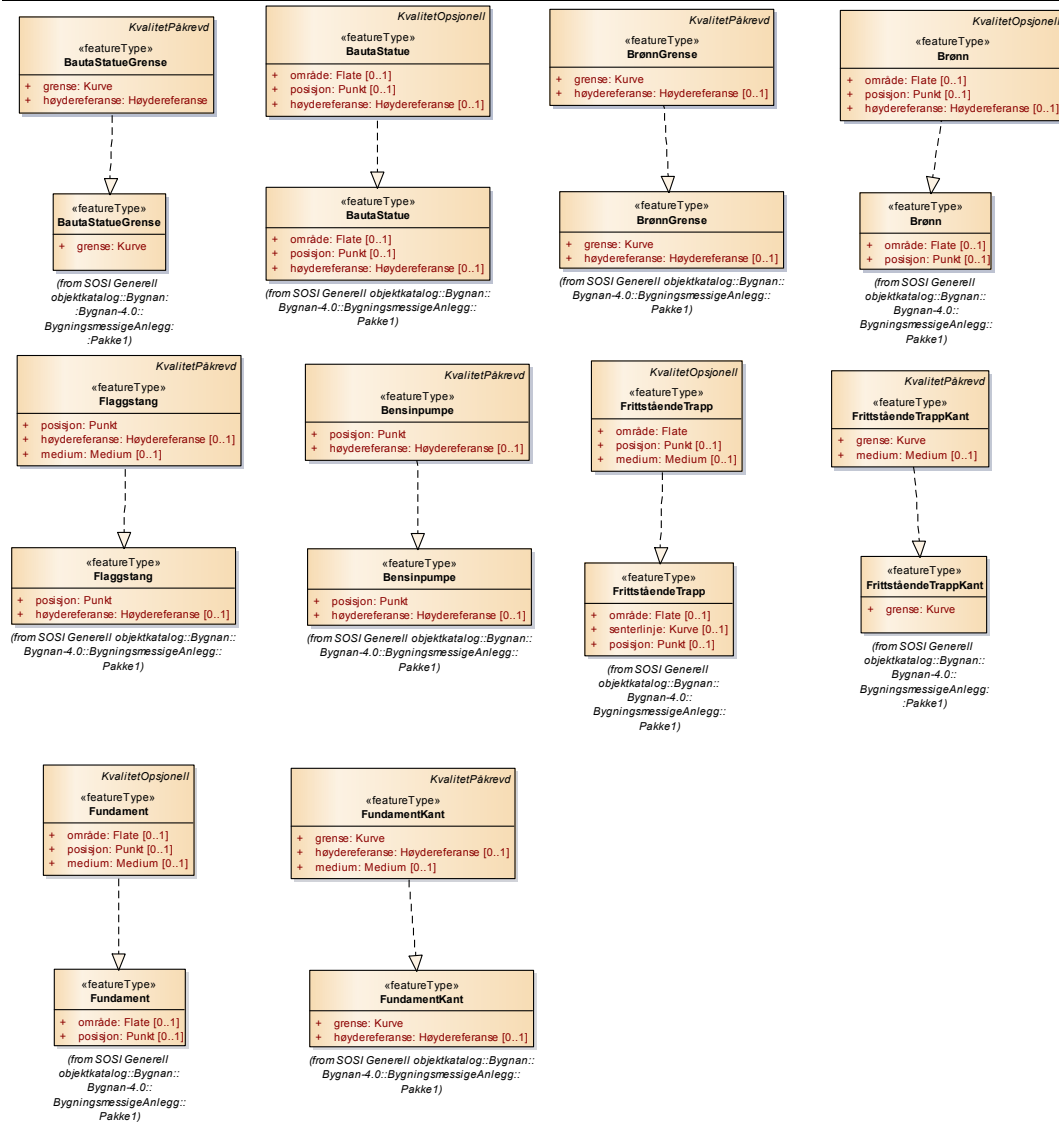 KvalitetPåkrevd
«featureType»
BautaStatueGrense
+ grense: Kurve
+ høydereferanse: Høydereferanse
«featureType»
BautaStatueGrense
+ grense: Kurve
(from SOSI Generell
objektkatalog::Bygnan:
:Bygnan-4.0::
BygningsmessigeAnlegg:
:Pakke1)
KvalitetOpsjonell
«featureType»
BautaStatue
+ område: Flate [0..1]
+ posisjon: Punkt [0..1]
+ høydereferanse: Høydereferanse [0..1]
«featureType»
BautaStatue
+ område: Flate [0..1]
+ posisjon: Punkt [0..1]
+ høydereferanse: Høydereferanse [0..1]
(from SOSI Generell objektkatalog::Bygnan::
Bygnan-4.0::BygningsmessigeAnlegg::
Pakke1)
KvalitetPåkrevd
«featureType»
BrønnGrense
+ grense: Kurve
+ høydereferanse: Høydereferanse [0..1]
«featureType»
BrønnGrense
+ grense: Kurve
+ høydereferanse: Høydereferanse [0..1]
(from SOSI Generell objektkatalog::Bygnan::
Bygnan-4.0::BygningsmessigeAnlegg::
Pakke1)
KvalitetOpsjonell
«featureType»
Brønn
+ område: Flate [0..1]
+ posisjon: Punkt [0..1]
+ høydereferanse: Høydereferanse [0..1]
«featureType»
Brønn
+ område: Flate [0..1]
+ posisjon: Punkt [0..1]
(from SOSI Generell
objektkatalog::Bygnan::
Bygnan-4.0::
BygningsmessigeAnlegg::
Pakke1)
KvalitetPåkrevd
«featureType»
Flaggstang
+ posisjon: Punkt
+ høydereferanse: Høydereferanse [0..1]
+ medium: Medium [0..1]
«featureType»
Flaggstang
+ posisjon: Punkt
+ høydereferanse: Høydereferanse [0..1]
(from SOSI Generell objektkatalog::Bygnan::
Bygnan-4.0::BygningsmessigeAnlegg::
Pakke1)
KvalitetPåkrevd
«featureType»
Bensinpumpe
+ posisjon: Punkt
+ høydereferanse: Høydereferanse [0..1]
«featureType»
Bensinpumpe
+ posisjon: Punkt
+ høydereferanse: Høydereferanse [0..1]
(from SOSI Generell objektkatalog::Bygnan::
Bygnan-4.0::BygningsmessigeAnlegg::
Pakke1)
KvalitetOpsjonell
«featureType»
FrittståendeTrapp
+ område: Flate
+ posisjon: Punkt [0..1]
+ medium: Medium [0..1]
«featureType»
FrittståendeTrapp
+ område: Flate [0..1]
+ senterlinje: Kurve [0..1]
+ posisjon: Punkt [0..1]
(from SOSI Generell
objektkatalog::Bygnan::
Bygnan-4.0::
BygningsmessigeAnlegg::
Pakke1)
KvalitetPåkrevd
«featureType»
FrittståendeTrappKant
+ grense: Kurve
+ medium: Medium [0..1]
«featureType»
FrittståendeTrappKant
+ grense: Kurve
(from SOSI Generell
objektkatalog::Bygnan::
Bygnan-4.0::
BygningsmessigeAnlegg:
:Pakke1)
KvalitetOpsjonell
«featureType»
Fundament
+ område: Flate [0..1]
+ posisjon: Punkt [0..1]
+ medium: Medium [0..1]
«featureType»
Fundament
+ område: Flate [0..1]
+ posisjon: Punkt [0..1]
(from SOSI Generell
objektkatalog::Bygnan::
Bygnan-4.0::
BygningsmessigeAnlegg::
Pakke1)
KvalitetPåkrevd
«featureType»
FundamentKant
+ grense: Kurve
+ høydereferanse: Høydereferanse [0..1]
+ medium: Medium [0..1]
«featureType»
FundamentKant
+ grense: Kurve
+ høydereferanse: Høydereferanse [0..1]
(from SOSI Generell objektkatalog::Bygnan::
Bygnan-4.0::BygningsmessigeAnlegg::
Pakke1)